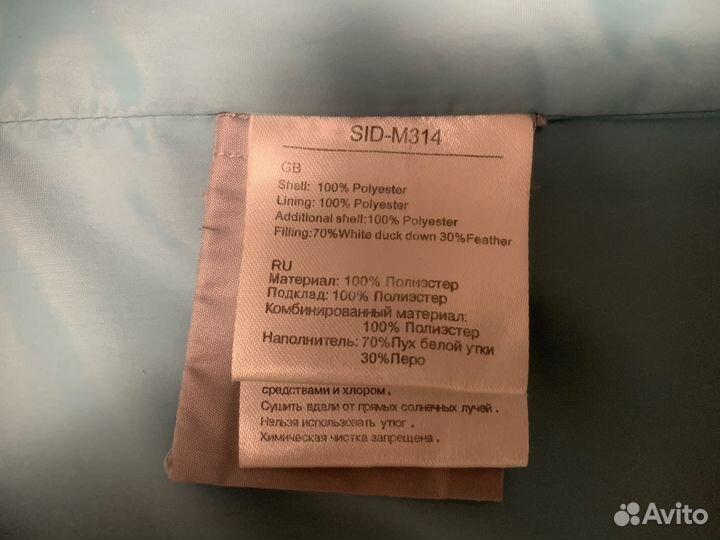 SID-M314
GB
Shell: 100% Polyester
Lining: 100% Polyester
Additional shell:100% Polyester
Filling:70%White duck down 30%Feather
RU
Материал: 100% Полиэстер
Подклад: 100% Полиэстер
Комбинированный материал:
100% Полиэстер
Наполнитель: 70%Пух белой утки
30%Перо
средствами и хлором.
Сушить вдали от прямых солнечных лучей.
Нельзя использовать утюг.
Химическая чистка запрещена.
Avito